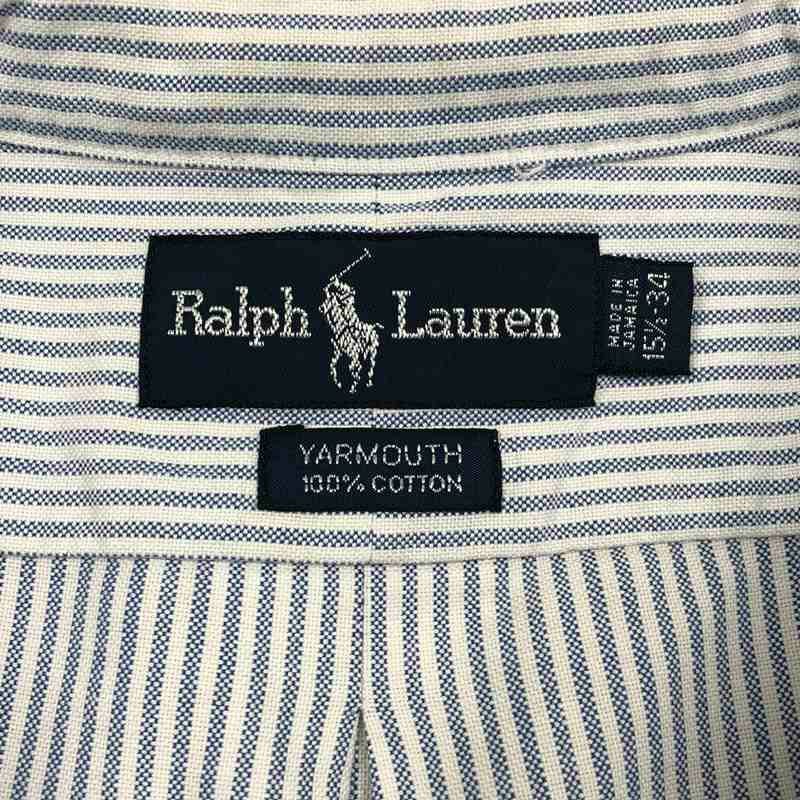 Ralph Lauren
MADE IN
JAMAICA
15½-34
YARMOUTH
100% COTTON